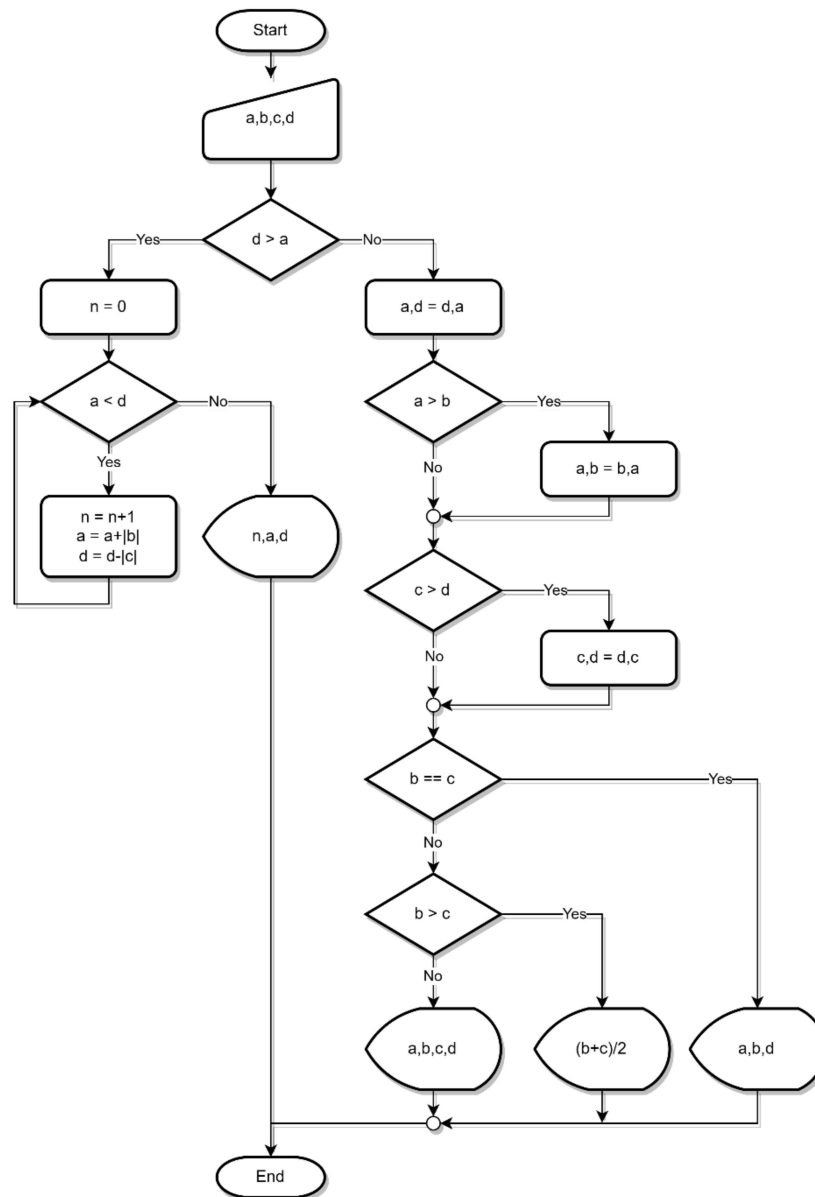 Start
a,b,c,d
d > a
Yes
No
n = 0
a,d = d,a
a < d
No
Yes
a > b
Yes
No
a,b = b,a
n = n+1
a = a+|b|
d = d-|c|
n,a,d
c > d
Yes
No
c,d = d,c
b == c
Yes
No
b > c
Yes
No
a,b,c,d
(b+c)/2
a,b,d
End